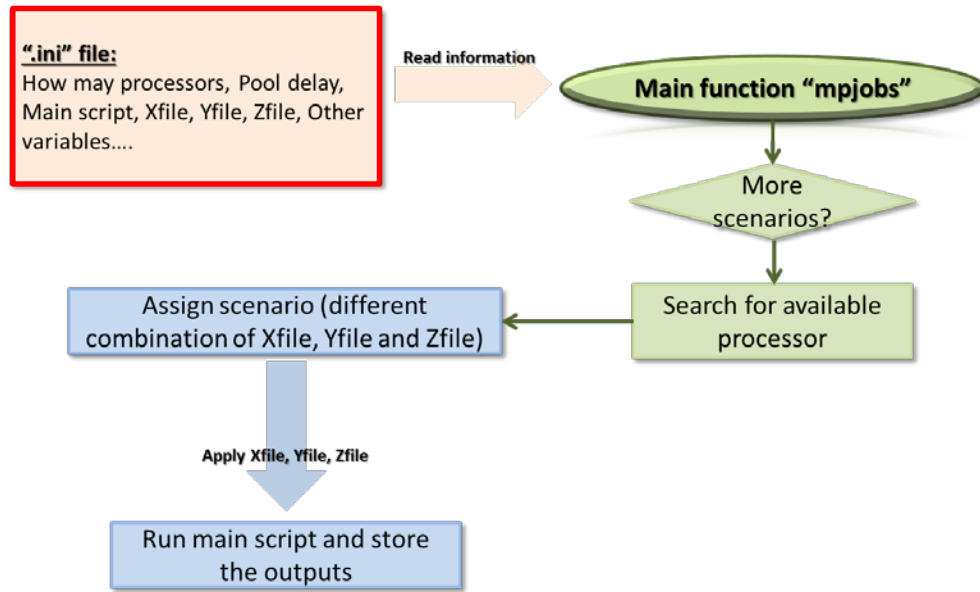 “.ini” file:
How may processors, Pool delay,
Main script, Xfile, Yfile, Zfile, Other
variables....
Read information
Main function “mpjobs”
More
scenarios?
Search for available
processor
Assign scenario (different
combination of Xfile, Yfile and Zfile)
Apply Xfile, Yfile, Zfile
Run main script and store
the outputs